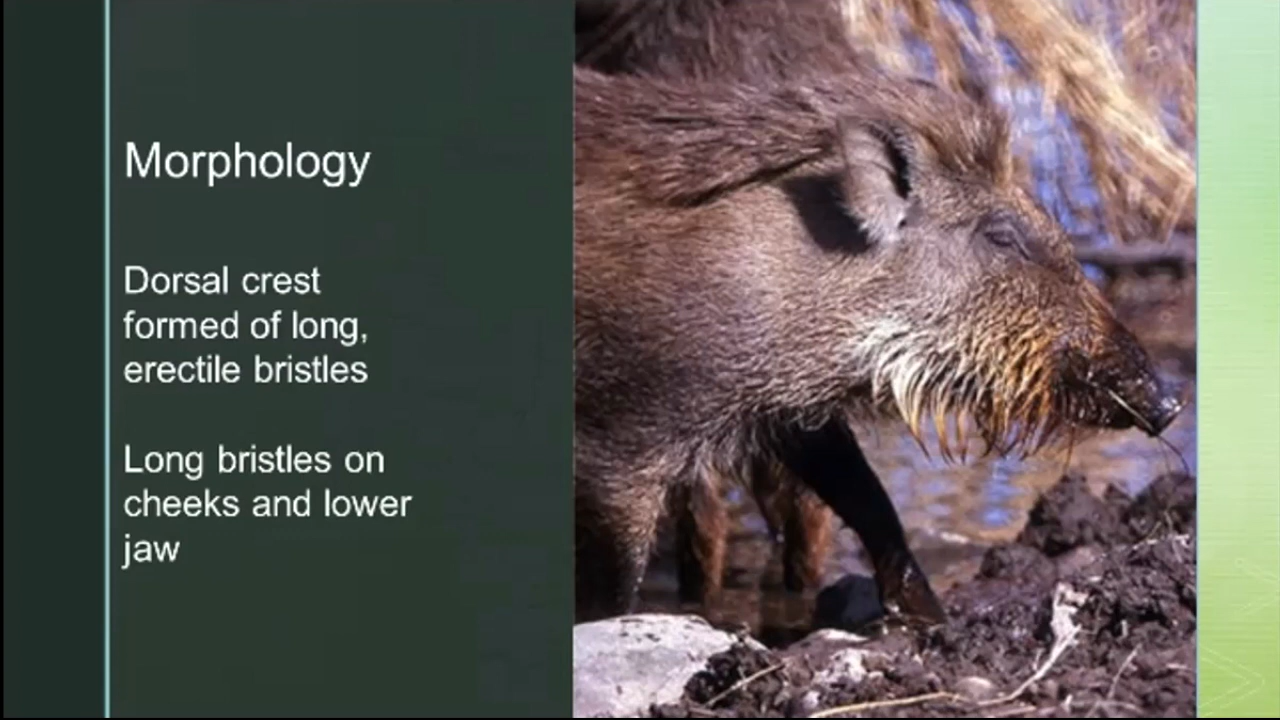 Morphology
Dorsal crest
formed of long,
erectile bristles
Long bristles on
cheeks and lower
jaw